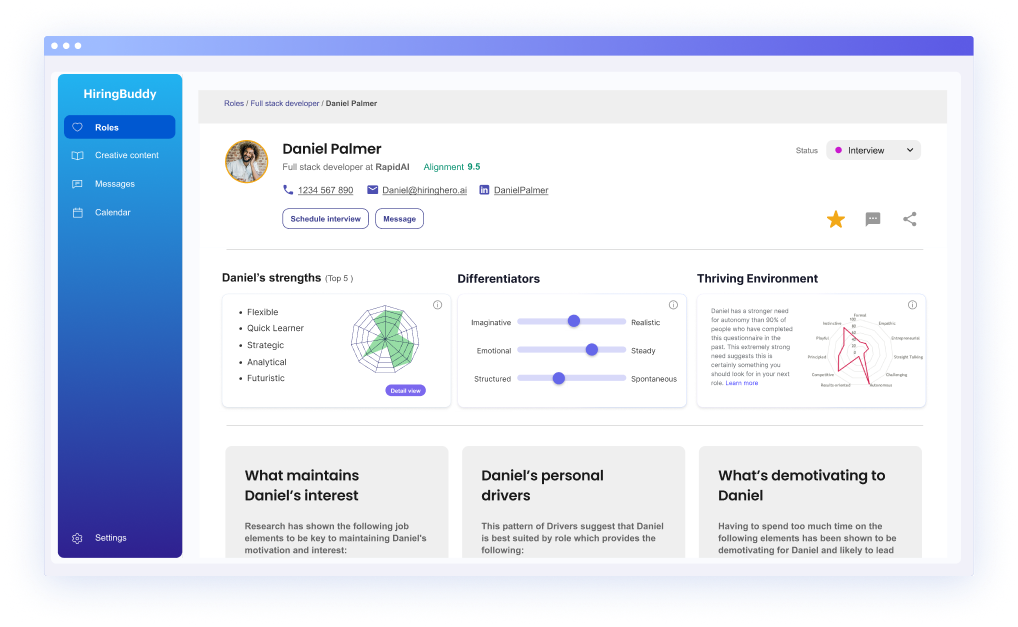 HiringBuddy
Roles
Creative content
Messages
Calendar
Settings
Roles / Full stack developer / Daniel Palmer
Daniel Palmer
Full stack developer at RapidAI Alignment 9.5
1234 567 890 Daniel@hiringhero.ai in DanielPalmer
Schedule interview Message
Status Interview
Daniel's strengths (Top 5 )
• Flexible
• Quick Learner
• Strategic
• Analytical
• Futuristic
Detail view
Differentiators
Imaginative Realistic
Emotional Steady
Structured Spontaneous
Thriving Environment
Daniel has a stronger need
for autonomy than 90% of
people who have completed
this questionnaire in the
past. This extremely strong
need suggests this is
certainly something you
should look for in your next
role. Learn more
Formal
Empathic
Entrepreneurial
Straight Talking
Challenging
Autonomous
Results oriented
Competitive
Principled
Playful
100
80
60
40
20
0
What maintains
Daniel's interest
Research has shown the following job
elements to be key to maintaining Daniel's
motivation and interest:
Daniel's personal
drivers
This pattern of Drivers suggest that Daniel
is best suited by role which provides the
following:
What's demotivating to
Daniel
Having to spend too much time on the
following elements has been shown to be
demotivating for Daniel and likely to lead